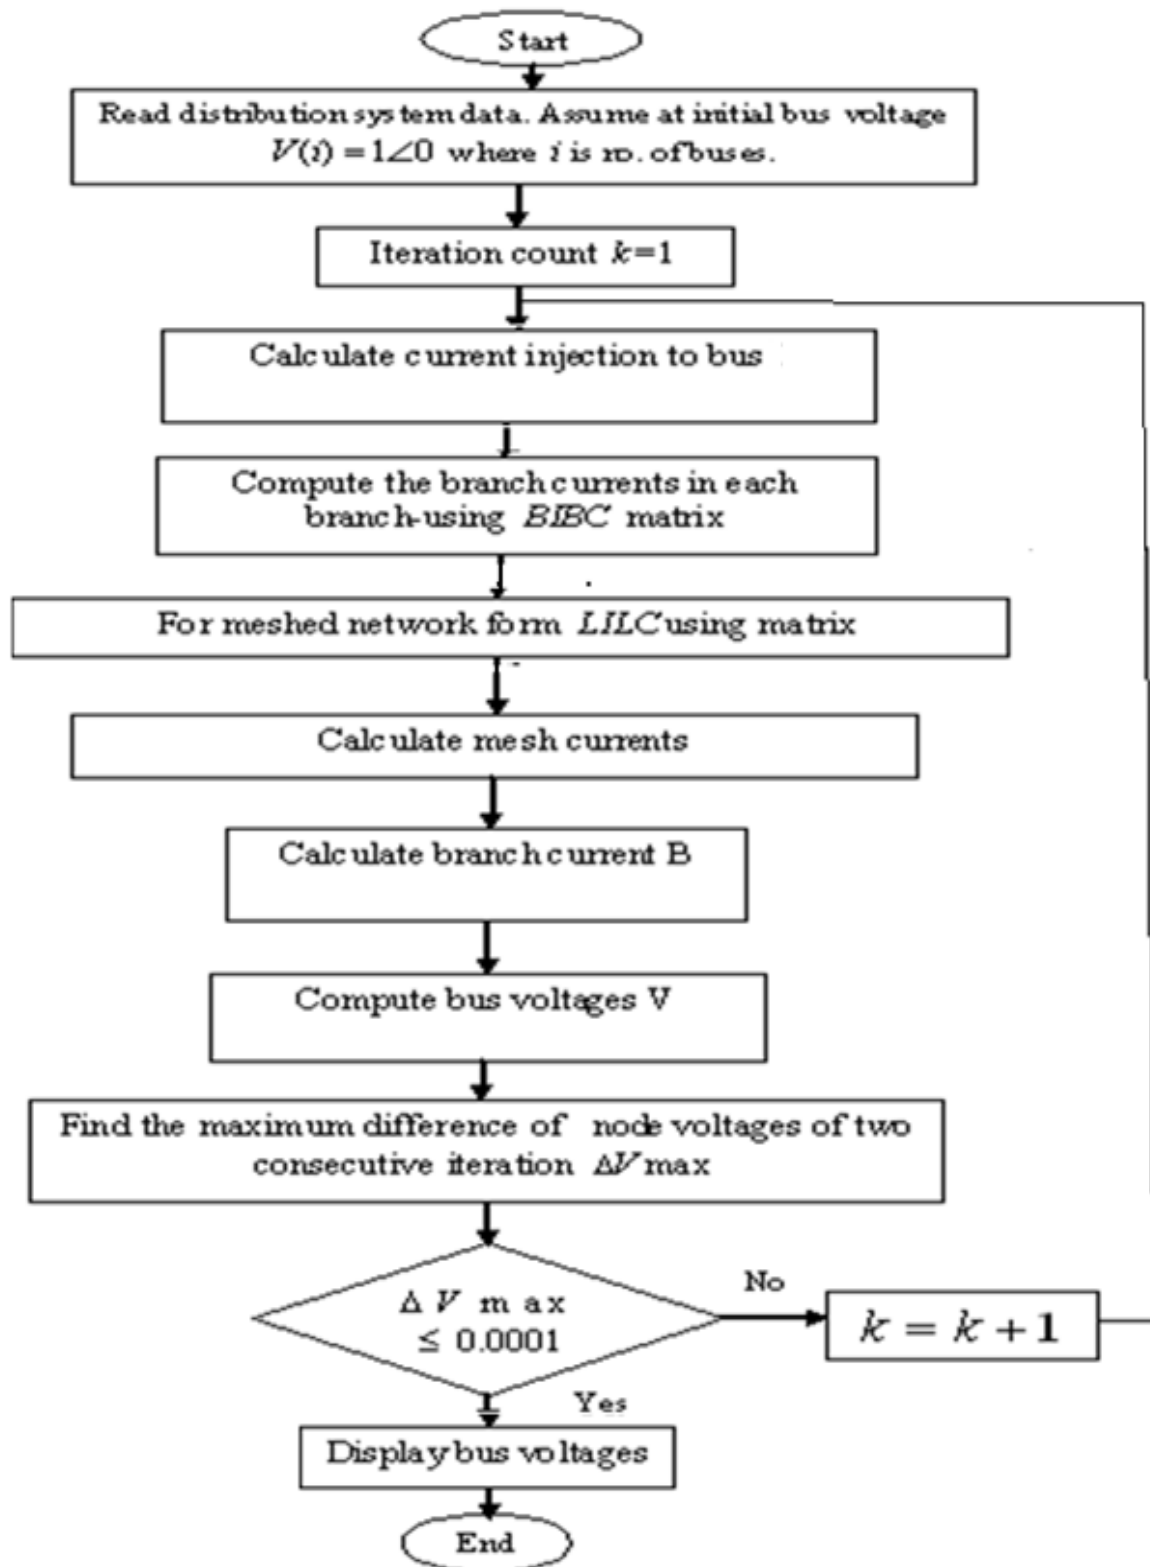 Start
Read distribution system data. Assume at initial bus voltage
V(i) = 1∠0 where i is no. of buses.
Iteration count k=1
Calculate current injection to bus
Compute the branch currents in each
branch-using BIBC matrix
For meshed network form LILC using matrix
Calculate mesh currents
Calculate branch current B
Compute bus voltages V
Find the maximum difference of node voltages of two
consecutive iteration ΔV max
ΔV max
≤ 0.0001
No
k = k + 1
Yes
Display bus voltages
End